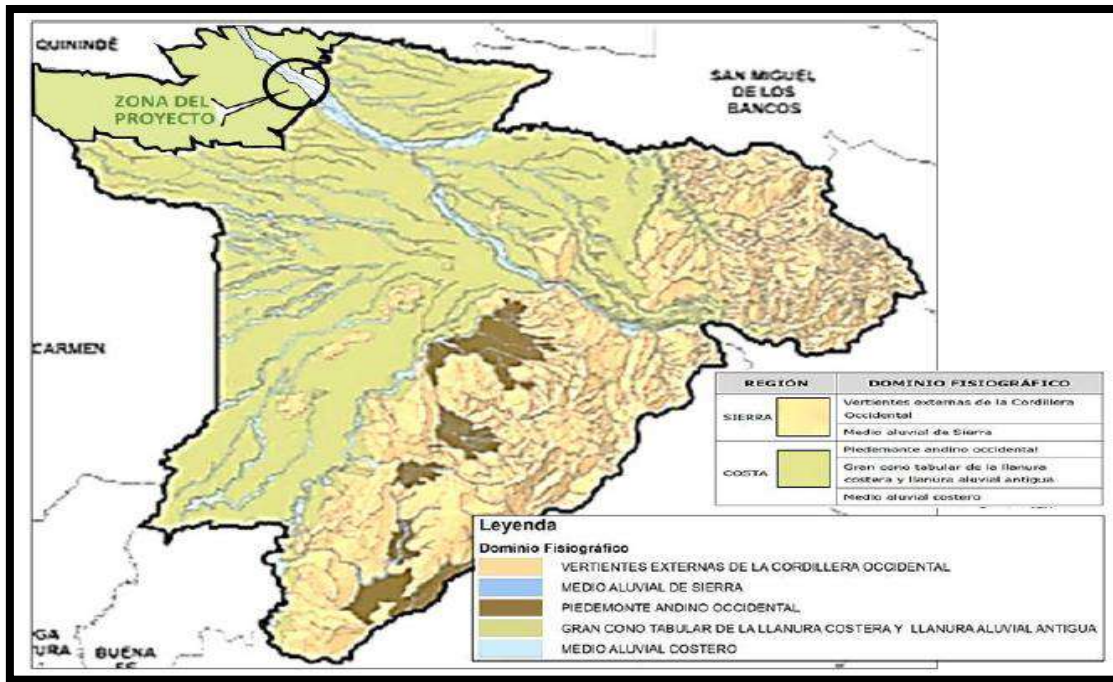 QUININDÉ
ZONA DEL
PROYECTO
SAN MIGUEL
DE LOS
BANCOS
CARMEN
REGIÓN
DOMINIO FISIOGRÁFICO
SIERRA
Vertientes externas de la Cordillera
Occidental
Medio aluvial de Sierra
COSTA
Piedemonte andino occidental
Gran cono tabular de la llanura
costera y llanura aluvial antigua
Medio aluvial costero
Leyenda
Dominio Fisiográfico
VERTIENTES EXTERNAS DE LA CORDILLERA OCCIDENTAL
MEDIO ALUVIAL DE SIERRA
PIEDEMONTE ANDINO OCCIDENTAL
GRAN CONO TABULAR DE LA LLANURA COSTERA Y LLANURA ALUVIAL ANTIGUA
MEDIO ALUVIAL COSTERO
GA
URA
BUENA